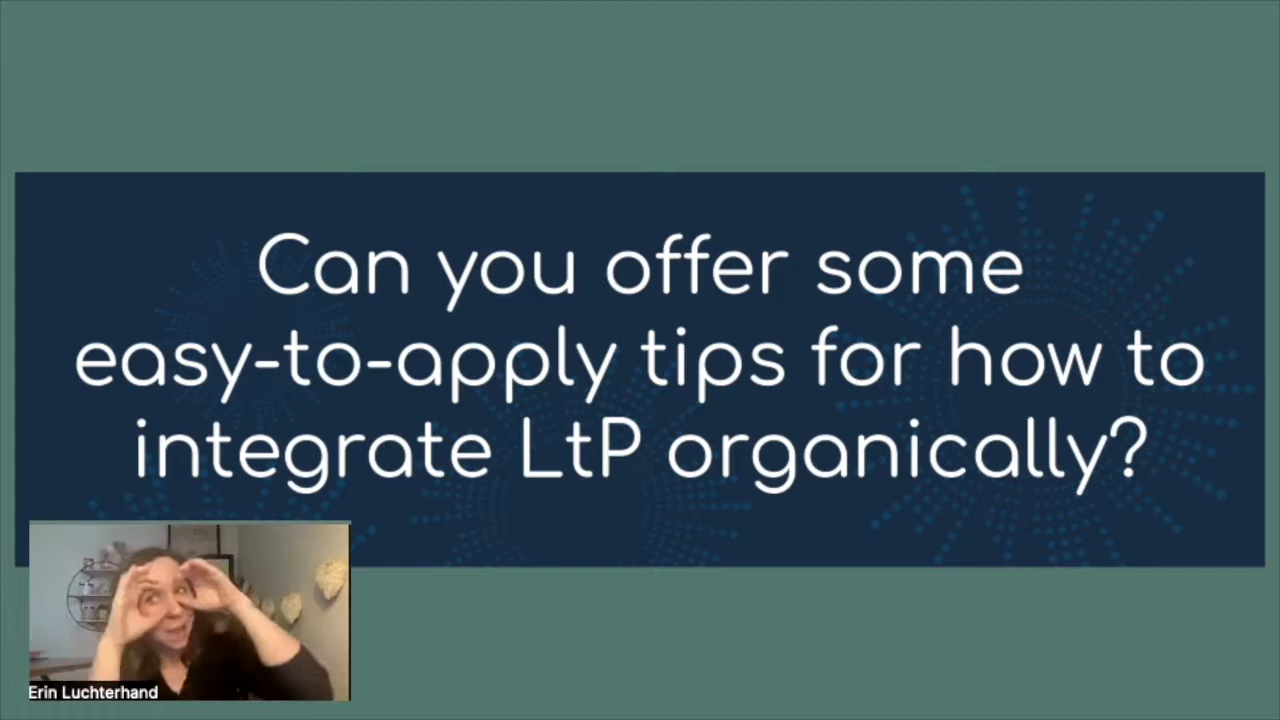 Can you offer some
easy-to-apply tips for how to
integrate LtP organically?
Erin Luchterhand